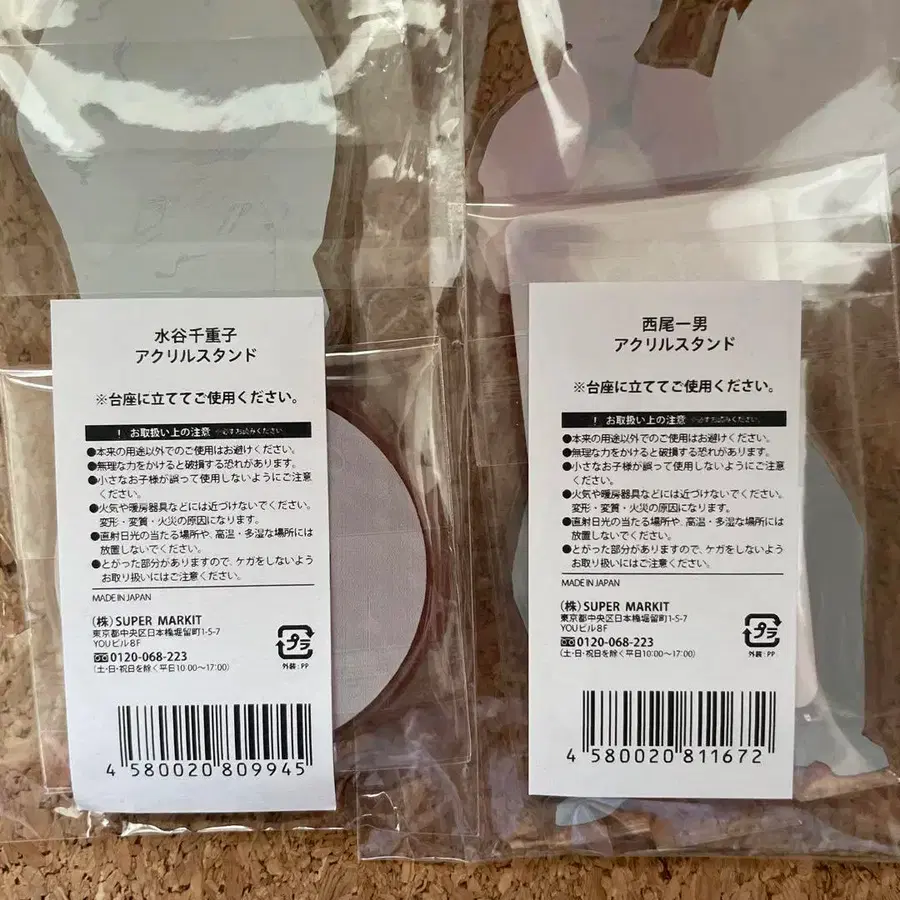 水谷千重子
アクリルスタンド
※台座に立ててご使用ください。
! お取扱い上の注意 ※必ずお読みください。
●本来の用途以外でのご使用はお避けください。
●無理な力をかけると破損する恐れがあります。
●小さなお子様が誤って使用しないようにご注意
ください。
●火気や暖房器具などには近づけないでください。
変形・変質・火災の原因になります。
●直射日光の当たる場所や、高温・多湿な場所には
放置しないでください。
●とがった部分がありますので、ケガをしないよう
お取り扱いにはご注意ください。
MADE IN JAPAN
(株) SUPER MARKIT
東京都中央区日本橋堀留町1-5-7
YOUビル8F
0120-068-223
(土・日・祝日を除く平日10:00〜17:00)
プラ
外装:PP
4 580020 809945
西尾一男
アクリルスタンド
※台座に立ててご使用ください。
! お取扱い上の注意 ※必ずお読みください。
●本来の用途以外でのご使用はお避けください。
●無理な力をかけると破損する恐れがあります。
●小さなお子様が誤って使用しないようにご注意
ください。
●火気や暖房器具などには近づけないでください。
変形・変質・火災の原因になります。
●直射日光の当たる場所や、高温・多湿な場所には
放置しないでください。
●とがった部分がありますので、ケガをしないよう
お取り扱いにはご注意ください。
MADE IN JAPAN
(株) SUPER MARKIT
東京都中央区日本橋堀留町1-5-7
YOUビル8F
0120-068-223
(土・日・祝日を除く平日10:00〜17:00)
プラ
外装:PP
4 580020 811672